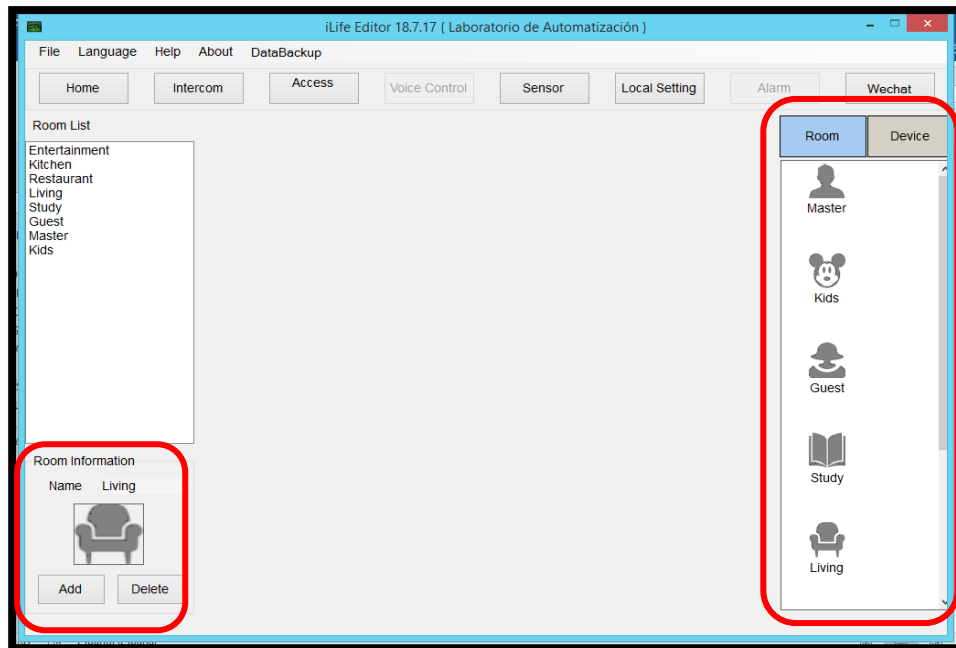 iLife Editor 18.7.17 { Laboratorio de Automatización }
File Language Help About DataBackup
Home Intercom Access Voice Control Sensor Local Setting Alarm Wechat
Room List
Room Device
Entertainment
Kitchen
Restaurant
Living
Study
Guest
Master
Kids
Master
Kids
Guest
Study
Living
Room Information
Name Living
Add Delete